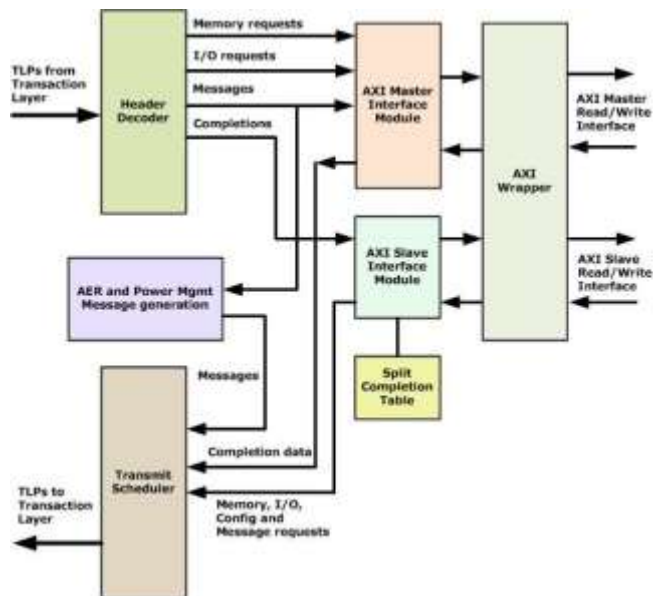 Memory requests
I/O requests
TLPs from
Transaction
Layer
Messages
Header
Decoder
Completions
AXI Master
Interface
Module
AXI Master
Read/Write
Interface
AXI
Wrapper
AXI Slave
Interface
Module
AXI Slave
Read/Write
Interface
AER and Power Mgmt
Message generation
Split
Completion
Table
Messages
Completion data
Transmit
Scheduler
TLPs to
Transaction
Layer
Memory, I/O,
Config and
Message requests